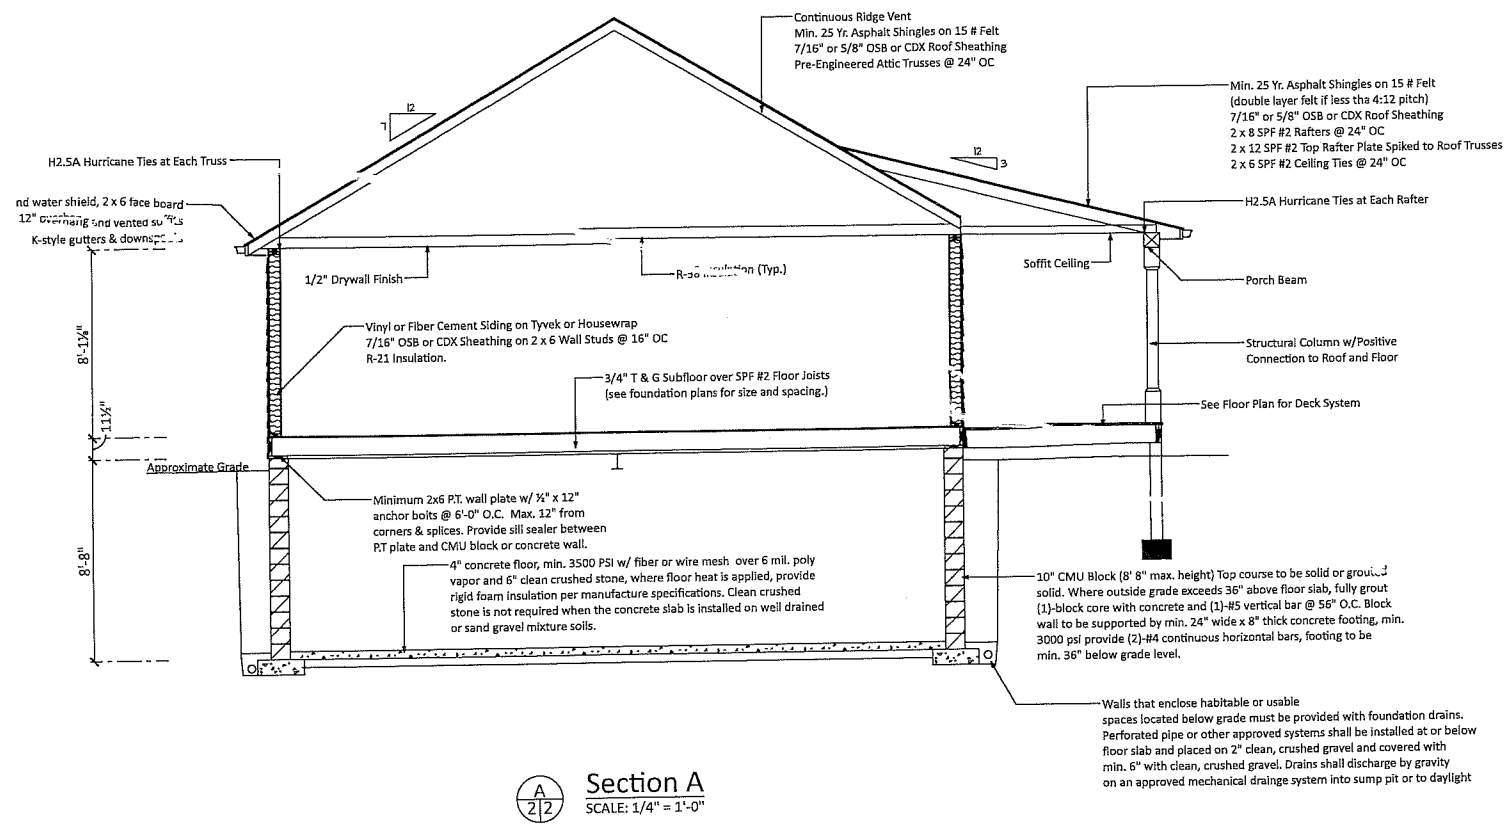 Continuous Ridge Vent
Min. 25 Yr. Asphalt Shingles on 15 # Felt
7/16" or 5/8" OSB or CDX Roof Sheathing
Pre-Engineered Attic Trusses @ 24" OC
Min. 25 Yr. Asphalt Shingles on 15 # Felt
(double layer felt if less tha 4:12 pitch)
7/16" or 5/8" OSB or CDX Roof Sheathing
2 x 8 SPF #2 Rafters @ 24" OC
2 x 12 SPF #2 Top Rafter Plate Spiked to Roof Trusses
2 x 6 SPF #2 Ceiling Ties @ 24" OC
12
7
12
3
H2.5A Hurricane Ties at Each Truss
H2.5A Hurricane Ties at Each Rafter
nd water shield, 2 x 6 face board
12" and vented
K-style gutters &
1/2" Drywall Finish
(Typ.)
Soffit Ceiling
Porch Beam
Vinyl or Fiber Cement Siding on Tyvek or Housewrap
7/16" OSB or CDX Sheathing on 2 x 6 Wall Studs @ 16" OC
R-21 Insulation.
8'-1⅛"
Structural Column w/Positive
Connection to Roof and Floor
3/4" T & G Subfloor over SPF #2 Floor Joists
(see foundation plans for size and spacing.)
See Floor Plan for Deck System
11½"
Approximate Grade
Minimum 2x6 P.T. wall plate w/ ½" x 12"
anchor bolts @ 6'-0" O.C. Max. 12" from
corners & splices. Provide sill sealer between
P.T plate and CMU block or concrete wall.
8'-8"
4" concrete floor, min. 3500 PSI w/ fiber or wire mesh over 6 mil. poly
vapor and 6" clean crushed stone, where floor heat is applied, provide
rigid foam insulation per manufacture specifications. Clean crushed
stone is not required when the concrete slab is installed on well drained
or sand gravel mixture soils.
10" CMU Block (8' 8" max. height) Top course to be solid or
solid. Where outside grade exceeds 36" above floor slab, fully grout
(1)-block core with concrete and (1)-#5 vertical bar @ 56" O.C. Block
wall to be supported by min. 24" wide x 8" thick concrete footing, min.
3000 psi provide (2)-#4 continuous horizontal bars, footing to be
min. 36" below grade level.
Walls that enclose habitable or usable
spaces located below grade must be provided with foundation drains.
Perforated pipe or other approved systems shall be installed at or below
floor slab and placed on 2" clean, crushed gravel and covered with
min. 6" with clean, crushed gravel. Drains shall discharge by gravity
on an approved mechanical drainge system into sump pit or to daylight
A
2 2
Section A
SCALE: 1/4" = 1'-0"